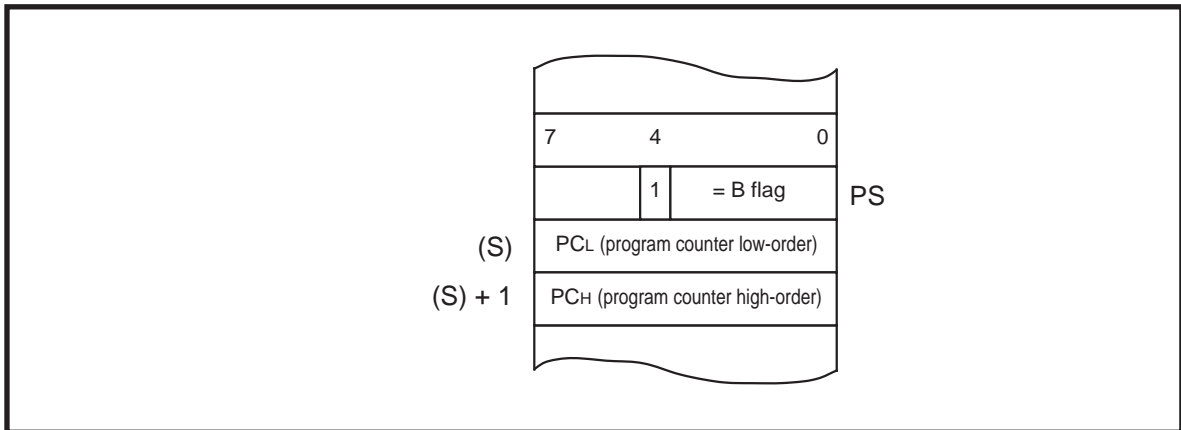 7 4 0
1 = B flag PS
(S) PCL (program counter low-order)
(S) + 1 PCH (program counter high-order)